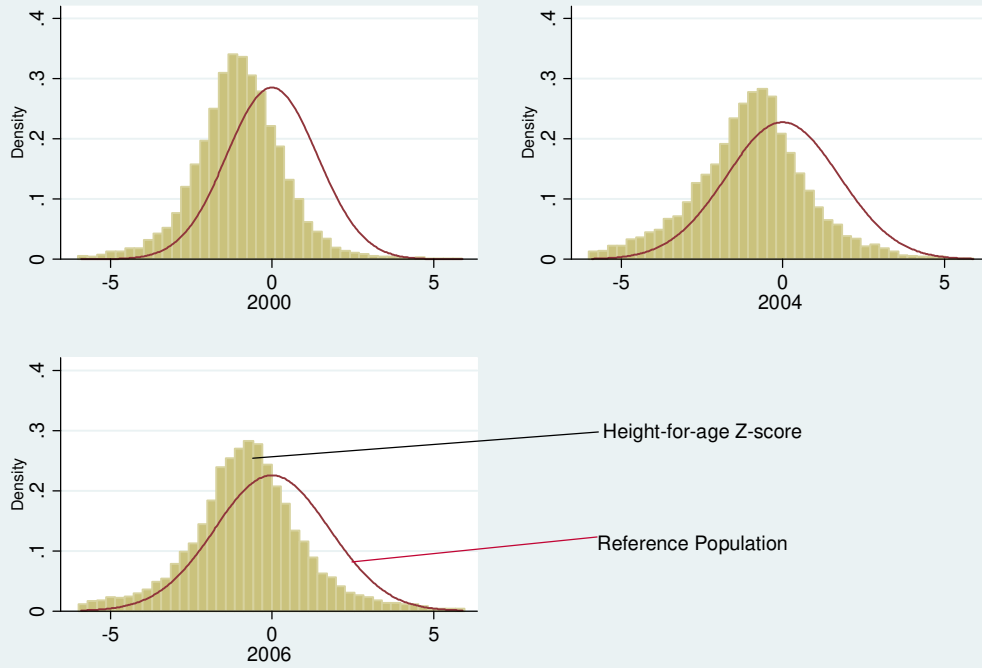 Density
.4
.3
.2
.1
0
-5 0 5
2000
Density
.4
.3
.2
.1
0
-5 0 5
2004
Density
.4
.3
.2
.1
0
-5 0 5
2006
Height-for-age Z-score
Reference Population